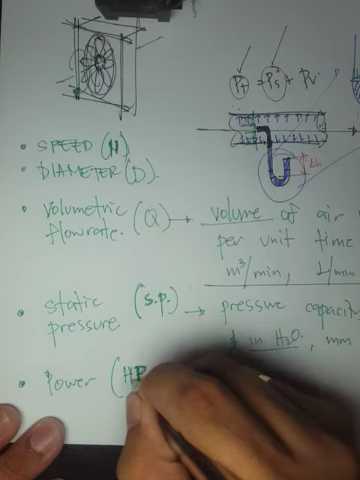 Pt = Ps + Pv
Δh
• SPEED (N)
• DIAMETER (D).
• volumetric flowrate. (Q) → volume of air
per unit time
m³/min, L/min
• static pressure (S.P.) → pressure capacity
in H₂O, mm
• Power (HP